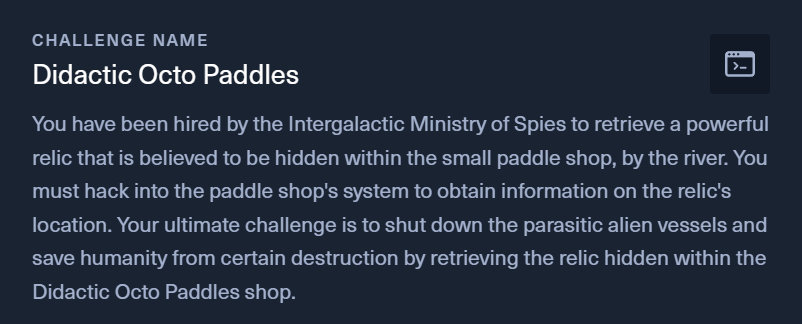 CHALLENGE NAME
Didactic Octo Paddles
You have been hired by the Intergalactic Ministry of Spies to retrieve a powerful
relic that is believed to be hidden within the small paddle shop, by the river. You
must hack into the paddle shop's system to obtain information on the relic's
location. Your ultimate challenge is to shut down the parasitic alien vessels and
save humanity from certain destruction by retrieving the relic hidden within the
Didactic Octo Paddles shop.